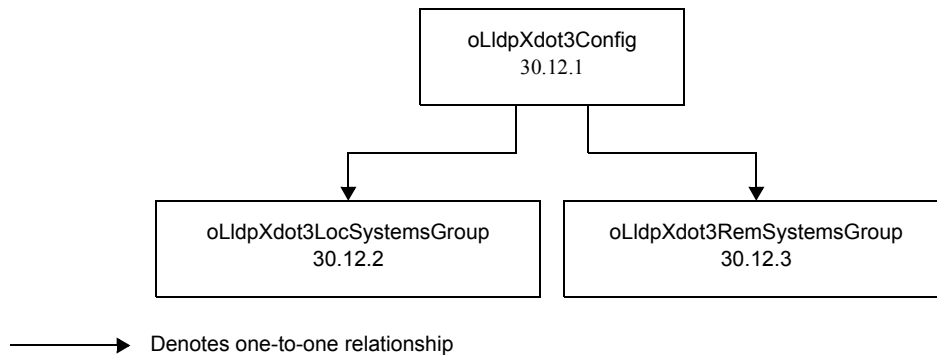 oLldpXdot3Config
30.12.1
oLldpXdot3LocSystemsGroup
30.12.2
oLldpXdot3RemSystemsGroup
30.12.3
Denotes one-to-one relationship